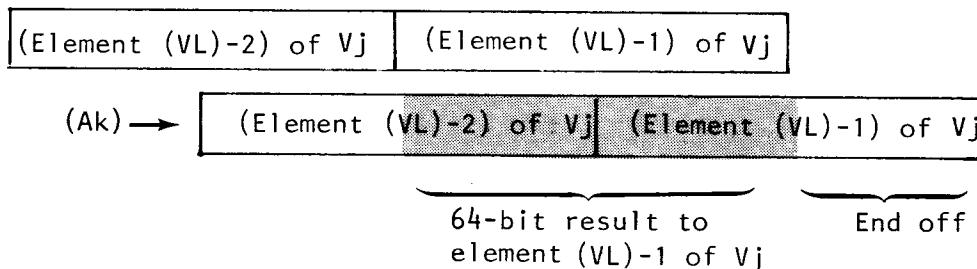 (Element (VL)-2) of Vj (Element (VL)-1) of Vj
(Ak) (Element (VL)-2) of Vj (Element (VL)-1) of Vj
64-bit result to End off
element (VL)-1 of Vj